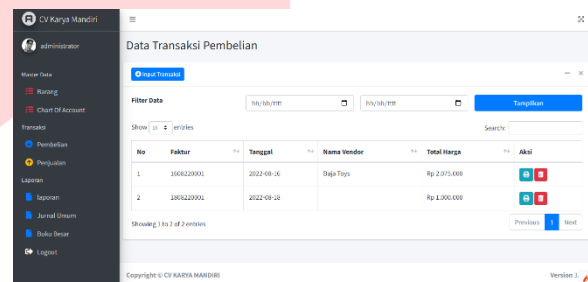 CV Karya Mandiri
administrator
Master Data
Barang
Chart Of Account
Transaksi
Pembelian
Penjualan
Laporan
laporan
Jurnal Umum
Buku Besar
Logout
Data Transaksi Pembelian
Input Transaksi
Filter Data
hh/bb/tttt
hh/bb/tttt
Tampilkan
Show 10 entries
Search:
No Faktur Tanggal Nama Vendor Total Harga Aksi
1 1608220001 2022-08-16 Baja Toys Rp 2.075.000
2 1808220001 2022-08-18 Rp 1.000.000
Showing 1 to 2 of 2 entries
Previous 1 Next
Copyright © CV KARYA MANDIRI
Version 3.